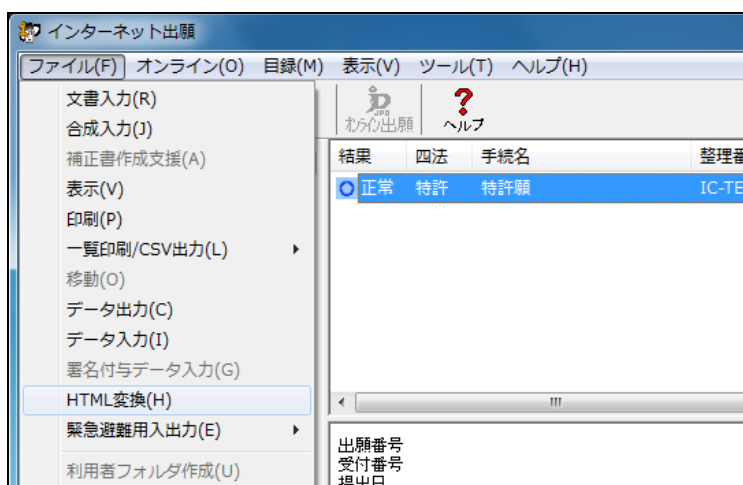 インターネット出願
ファイル(F) オンライン(O) 目録(M) 表示(V) ツール(T) ヘルプ(H)
文書入力(R)
合成入力(J)
補正書作成支援(A)
表示(V)
印刷(P)
一覧印刷/CSV出力(L)
移動(O)
データ出力(C)
データ入力(I)
署名付与データ入力(G)
HTML変換(H)
緊急避難用入出力(E)
利用者フォルダ作成(U)
JPO
オンライン出願 ヘルプ
結果 四法 手続名 整理番
正常 特許 特許願 IC-TE
出願番号
受付番号
提出日